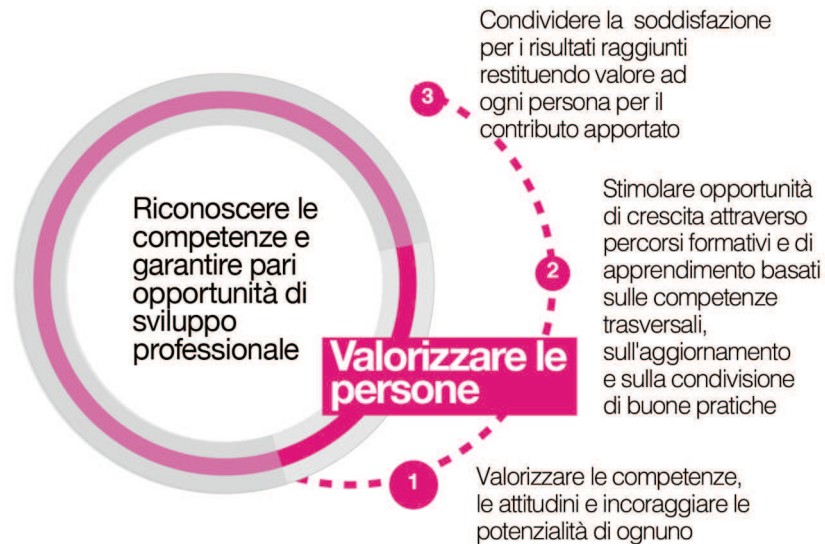 Condividere la soddisfazione
per i risultati raggiunti
restituendo valore ad
ogni persona per il
contributo apportato
3
Riconoscere le
competenze e
garantire pari
opportunità di
sviluppo
professionale
Valorizzare le
persone
2
Stimolare opportunità
di crescita attraverso
percorsi formativi e di
apprendimento basati
sulle competenze
trasversali,
sull'aggiornamento
e sulla condivisione
di buone pratiche
1
Valorizzare le competenze,
le attitudini e incoraggiare le
potenzialità di ognuno